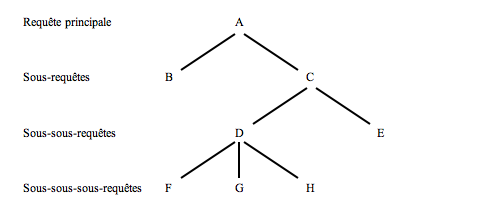 Requête principale A
Sous-requêtes B C
Sous-sous-requêtes D E
Sous-sous-sous-requêtes F G H